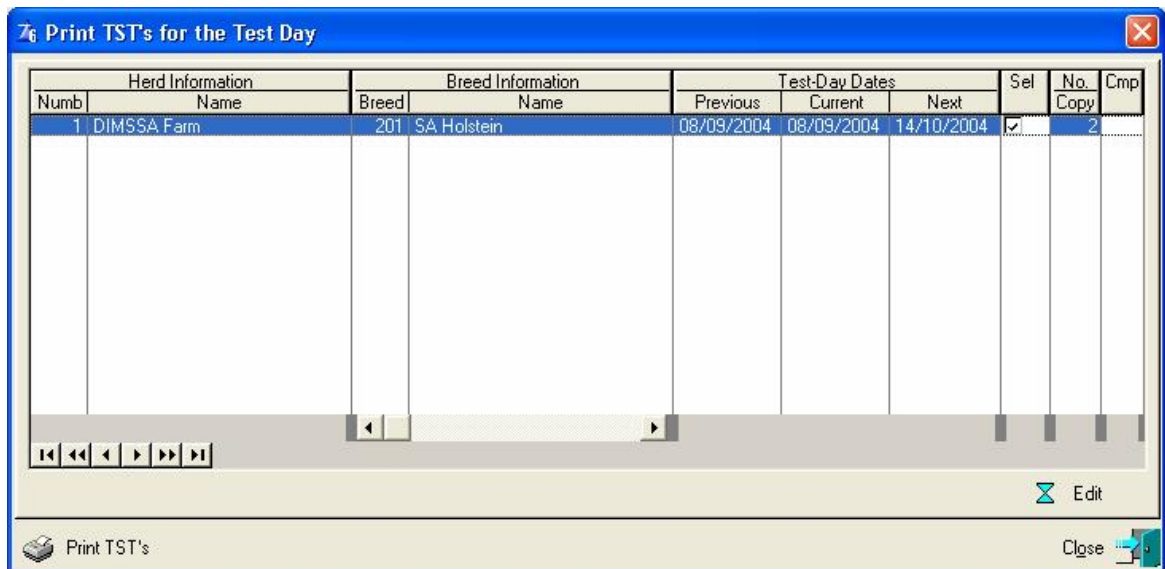 Print TST's for the Test Day
Herd Information Breed Information Test-Day Dates Sel No. Cmp
Numb Name Breed Name Previous Current Next Copy
1 DIMSSA Farm 201 SA Holstein 08/09/2004 08/09/2004 14/10/2004 2
Edit
Print TST's Close